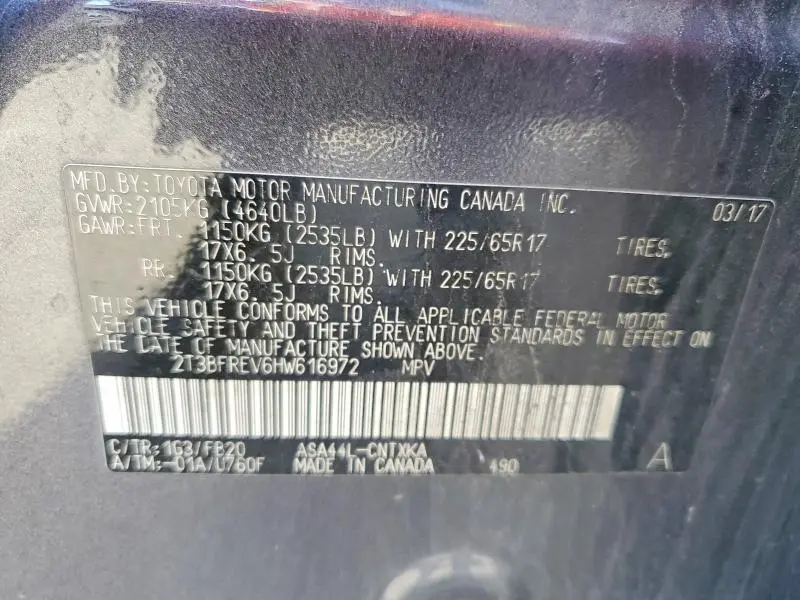 MFD. BY: TOYOTA MOTOR MANUFACTURING CANADA INC. 03/17
GVWR: 2105KG (4640LB)
GAWR: FRT. 1150KG (2535LB) WITH 225/65R17 TIRES,
17X6. 5J RIMS.
RR. 1150KG (2535LB) WITH 225/65R17 TIRES,
17X6. 5J RIMS.
THIS VEHICLE CONFORMS TO ALL APPLICABLE FEDERAL MOTOR
VEHICLE SAFETY AND THEFT PREVENTION STANDARDS IN EFFECT ON
THE DATE OF MANUFACTURE SHOWN ABOVE.
2T3BFREV6HW616972 MPV
C/TR: 1G3/FB20 ASA44L-CNTXKA
A/TM: -01A/U760F MADE IN CANADA 490 A